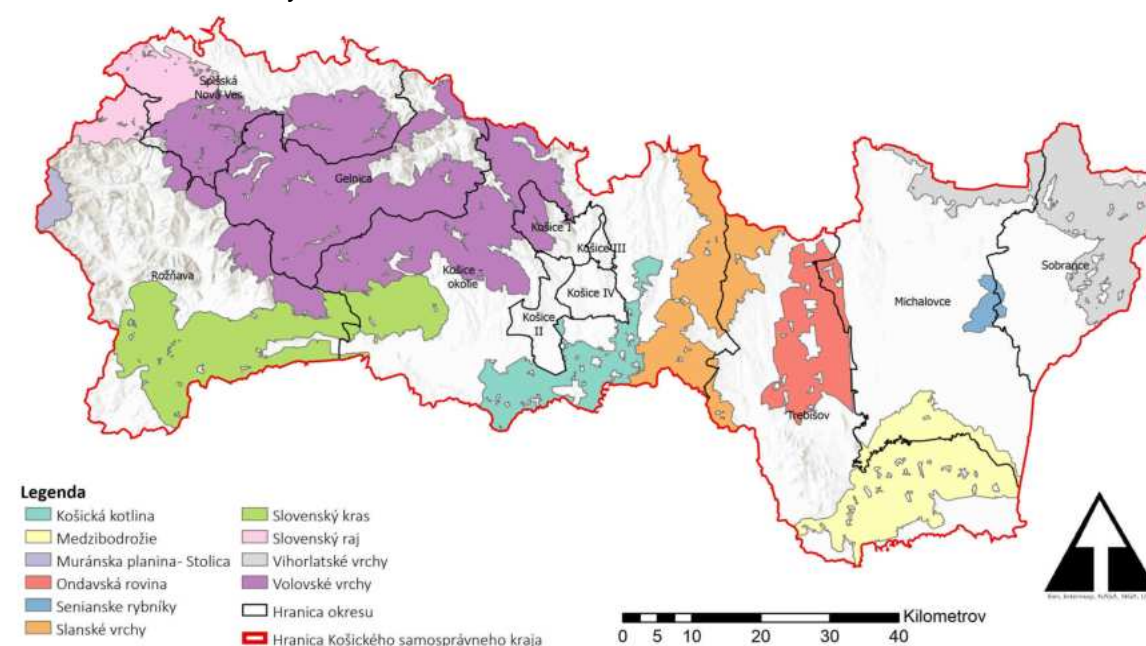 Spišská
Nová Ves
Gelnica
Rožňava
Košice -
okolie
Košice I
Košice III
Košice IV
Košice
II
Trebišov
Michalovce
Sobrance
Legenda
Košická kotlina
Medzibodrožie
Muránska planina- Stolica
Ondavská rovina
Senianske rybníky
Slanské vrchy
Slovenský kras
Slovenský raj
Vihorlatské vrchy
Volovské vrchy
Hranica okresu
Hranica Košického samosprávneho kraja
Kilometrov
0 5 10 20 30 40